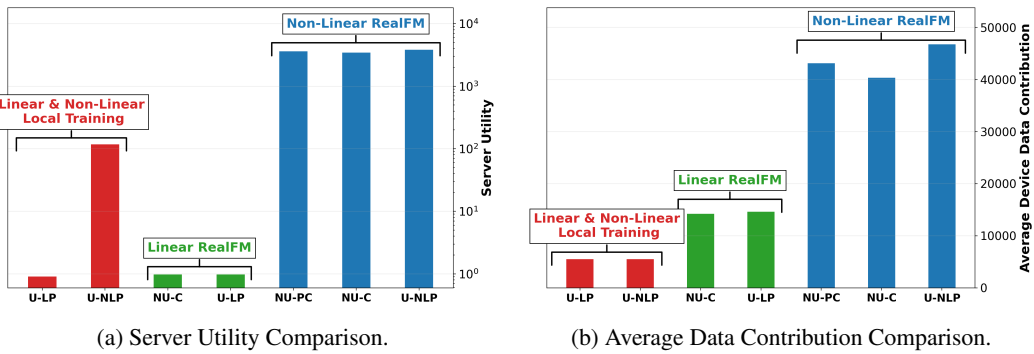 Non-Linear RealFM
Linear & Non-Linear
Local Training
Linear RealFM
10^4
10^3
10^2
10^1
10^0
Server Utility
U-LP U-NLP NU-C U-LP NU-PC NU-C U-NLP
(a) Server Utility Comparison.
Non-Linear RealFM
Linear RealFM
Linear & Non-Linear
Local Training
50000
40000
30000
20000
10000
0
Average Device Data Contribution
U-LP U-NLP NU-C U-LP NU-PC NU-C U-NLP
(b) Average Data Contribution Comparison.